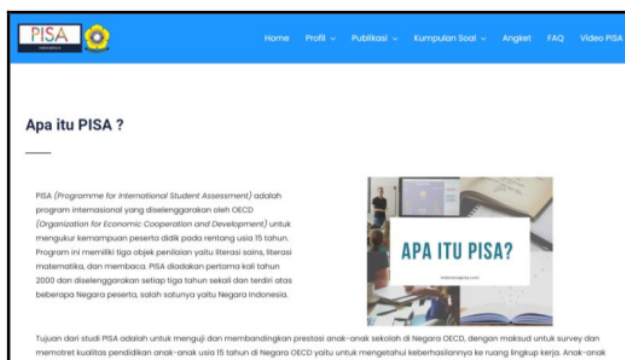 PISA
INDONESIA
Home Profil Publikasi Kumpulan Soal Angket FAQ Video PISA
Apa itu PISA ?
PISA (Programme for International Student Assessment) adalah
program internasional yang diselenggarakan oleh OECD
(Organization for Economic Cooperation and Development) untuk
mengukur kemampuan peserta didik pada rentang usia 15 tahun.
Program ini memiliki tiga objek penilaian yaitu literasi sains, literasi
matematika, dan membaca. PISA diadakan pertama kali tahun
2000 dan diselenggarakan setiap tiga tahun sekali dan terdiri atas
beberapa Negara peserta, salah satunya yaitu Negara Indonesia.
APA ITU PISA?
indonesiapisa.com
Tujuan dari studi PISA adalah untuk menguji dan membandingkan prestasi anak-anak sekolah di Negara OECD, dengan maksud untuk survey dan
memotret kualitas pendidikan anak-anak usia 15 tahun di Negara OECD yaitu untuk mengetahui keberhasilannya ke ruang lingkup kerja. Anak-anak